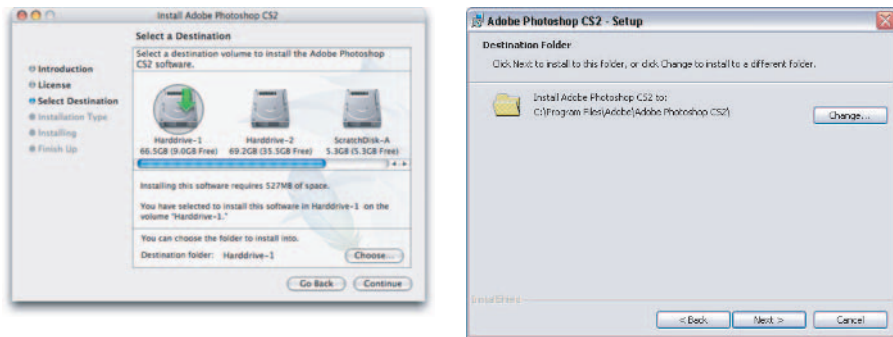 Install Adobe Photoshop CS2
Select a Destination
Select a destination volume to install the Adobe Photoshop
CS2 software.
Introduction
License
Select Destination
Installation Type
Installing
Finish Up
Harddrive-1
66.5GB (9.0GB Free)
Harddrive-2
69.2GB (35.5GB Free)
ScratchDisk-A
5.3GB (5.3GB Free)
Installing this software requires 527MB of space.
You have selected to install this software in Harddrive-1 on the
volume "Harddrive-1."
You can choose the folder to install into.
Destination folder: Harddrive-1
Choose...
Go Back
Continue
Adobe Photoshop CS2 - Setup
Destination Folder
Click Next to install to this folder, or click Change to install to a different folder.
Install Adobe Photoshop CS2 to:
C:\Program Files\Adobe\Adobe Photoshop CS2\
Change...
InstallShield
< Back
Next >
Cancel